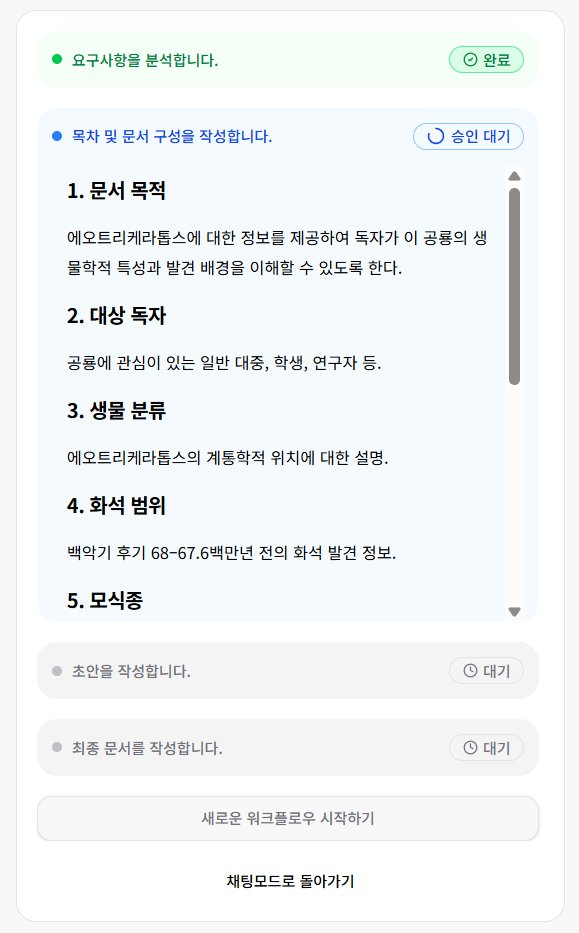 요구사항을 분석합니다. 완료
목차 및 문서 구성을 작성합니다. 승인 대기
1. 문서 목적
에오트리케라톱스에 대한 정보를 제공하여 독자가 이 공룡의 생
물학적 특성과 발견 배경을 이해할 수 있도록 한다.
2. 대상 독자
공룡에 관심이 있는 일반 대중, 학생, 연구자 등.
3. 생물 분류
에오트리케라톱스의 계통학적 위치에 대한 설명.
4. 화석 범위
백악기 후기 68–67.6백만년 전의 화석 발견 정보.
5. 모식종
초안을 작성합니다. 대기
최종 문서를 작성합니다. 대기
새로운 워크플로우 시작하기
채팅모드로 돌아가기